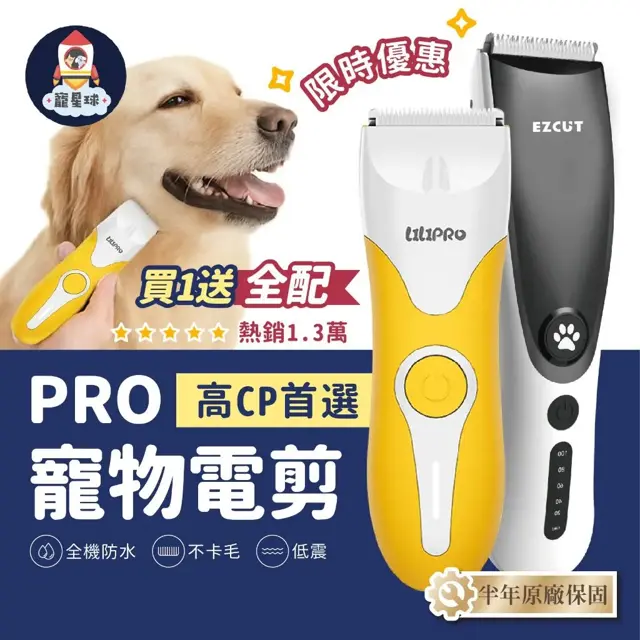 寵星球
限時優惠
EZCUT
LILIPRO
LILIPRO
買1送全配
熱銷1.3萬
PRO
高CP首選
寵物電剪
全機防水
不卡毛
低震
半年原廠保固